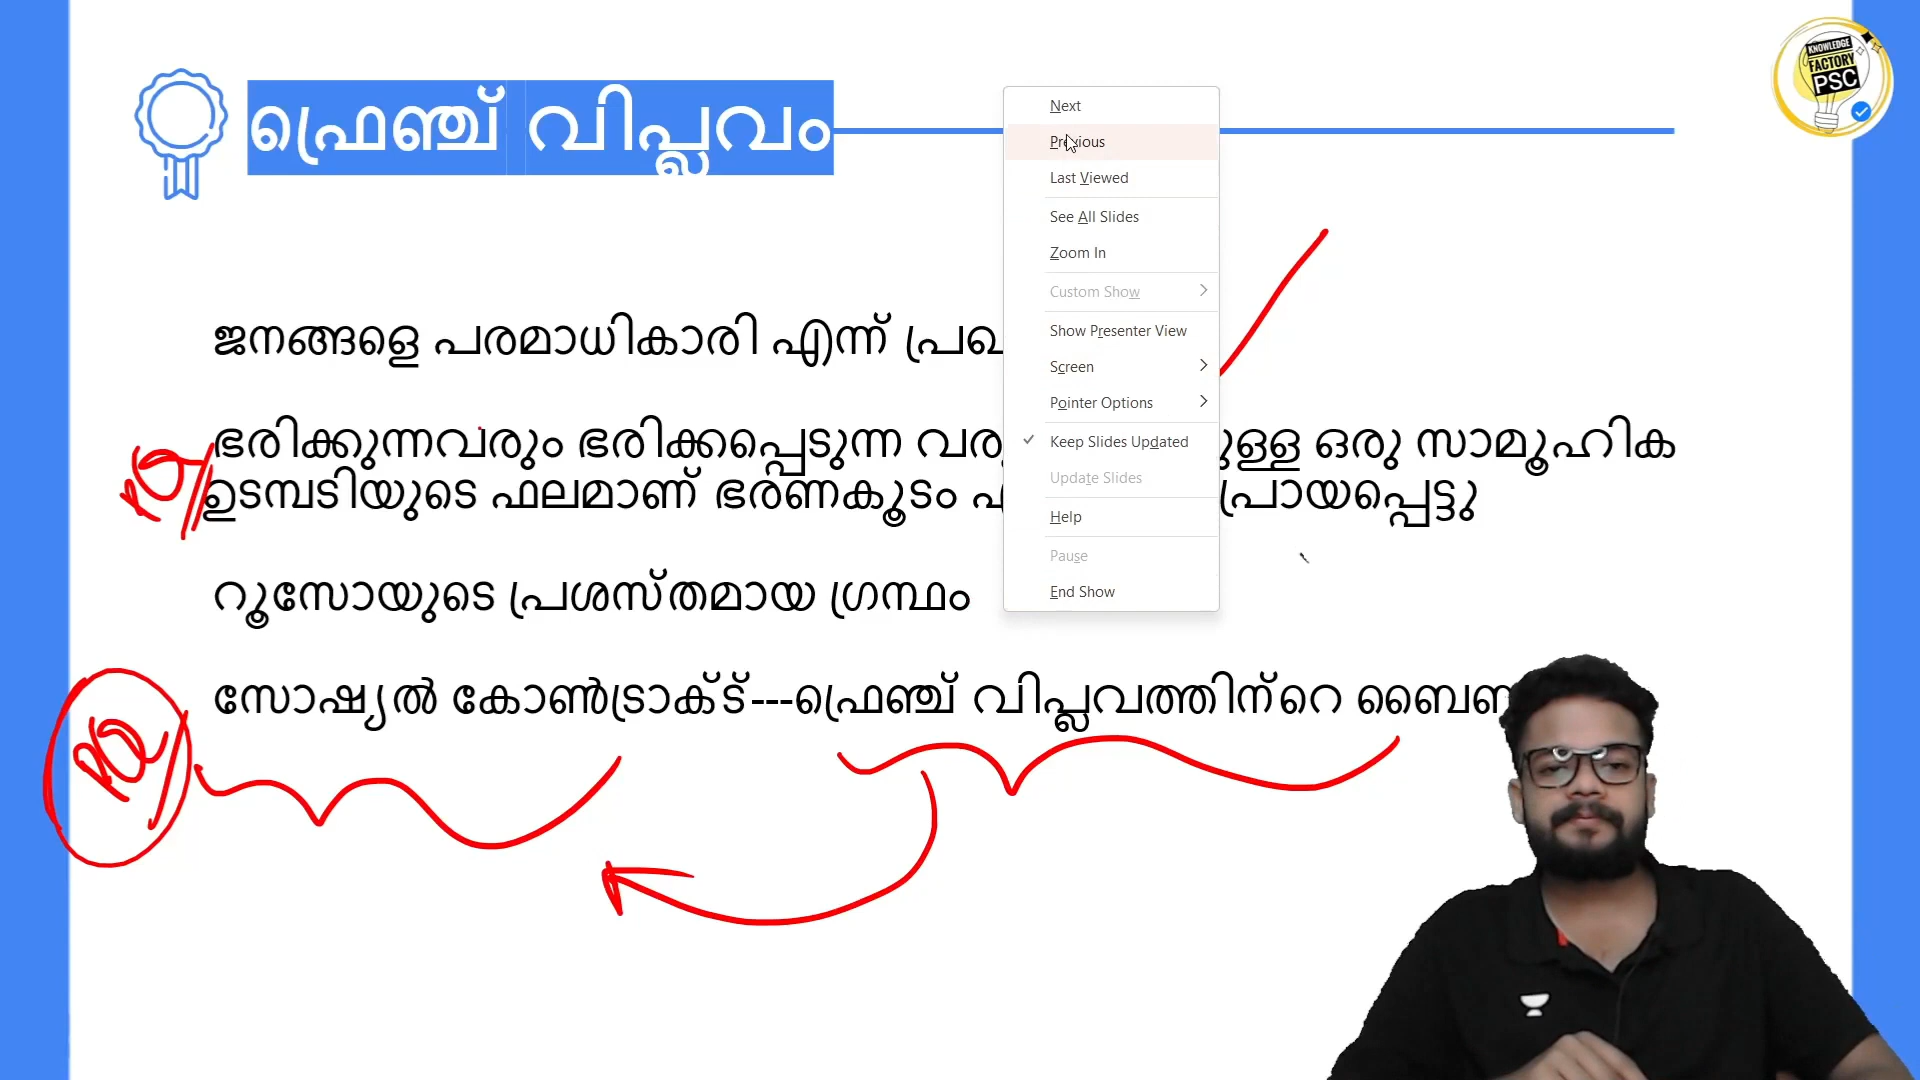 ഫ്രെഞ്ച് വിപ്ലവം
KNOWLEDGE
FACTORY
PSC
Next
Previous
Last Viewed
See All Slides
Zoom In
Custom Show
Show Presenter View
Screen
Pointer Options
Keep Slides Updated
Update Slides
Help
Pause
End Show
ജനങ്ങളെ പരമാധികാരി എന്ന്
ഭരിക്കുന്നവരും ഭരിക്കപ്പെടുന്ന ഒരു സാമൂഹിക
ഉടമ്പടിയുടെ ഫലമാണ് ഭരണകൂടം
റൂസോയുടെ പ്രശസ്തമായ ഗ്രന്ഥം
സോഷ്യൽ കോൺട്രാക്ട്---ഫ്രെഞ്ച് വിപ്ലവത്തിന്റെ